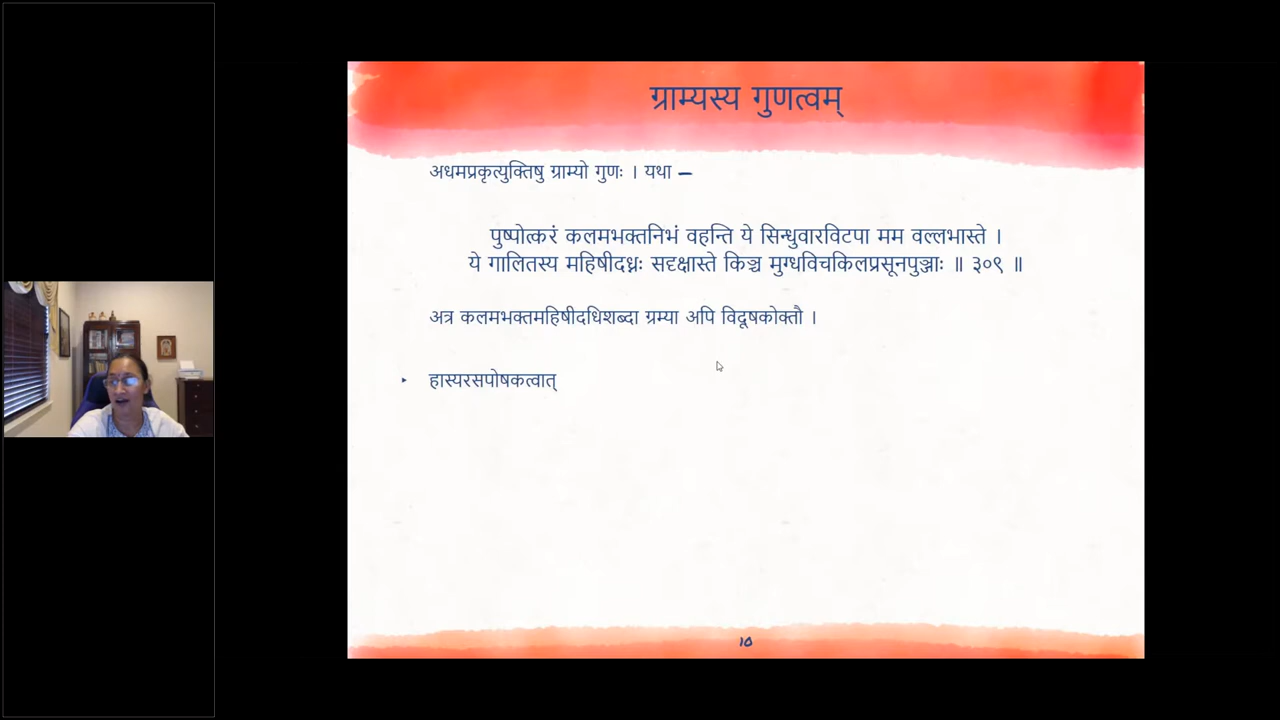 ग्राम्यस्य गुणत्वम्
अधमप्रकृत्युक्तिषु ग्राम्यो गुणः । यथा –
पुष्पोत्करं कलमभक्तनिभं वहन्ति ये सिन्धुवारविटपा मम वल्लभास्ते ।
ये गालितस्य महिषीदध्नः सदृक्षास्ते किञ्च मुग्धविचकिलप्रसूनपुञ्जाः ॥ ३०९ ॥
अत्र कलमभक्तमहिषीदधिशब्दा ग्रम्या अपि विदूषकोक्तौ ।
‣ हास्यरसपोषकत्वात्
10